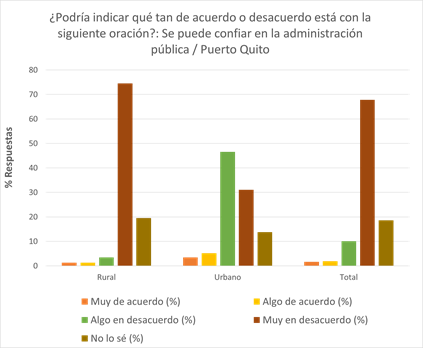 ¿Podría indicar qué tan de acuerdo o desacuerdo está con la
siguiente oración?: Se puede confiar en la administración
pública / Puerto Quito
80
70
60
50
40
30
20
10
0
% Respuestas
Rural Urbano Total
Muy de acuerdo (%) Algo de acuerdo (%)
Algo en desacuerdo (%) Muy en desacuerdo (%)
No lo sé (%)